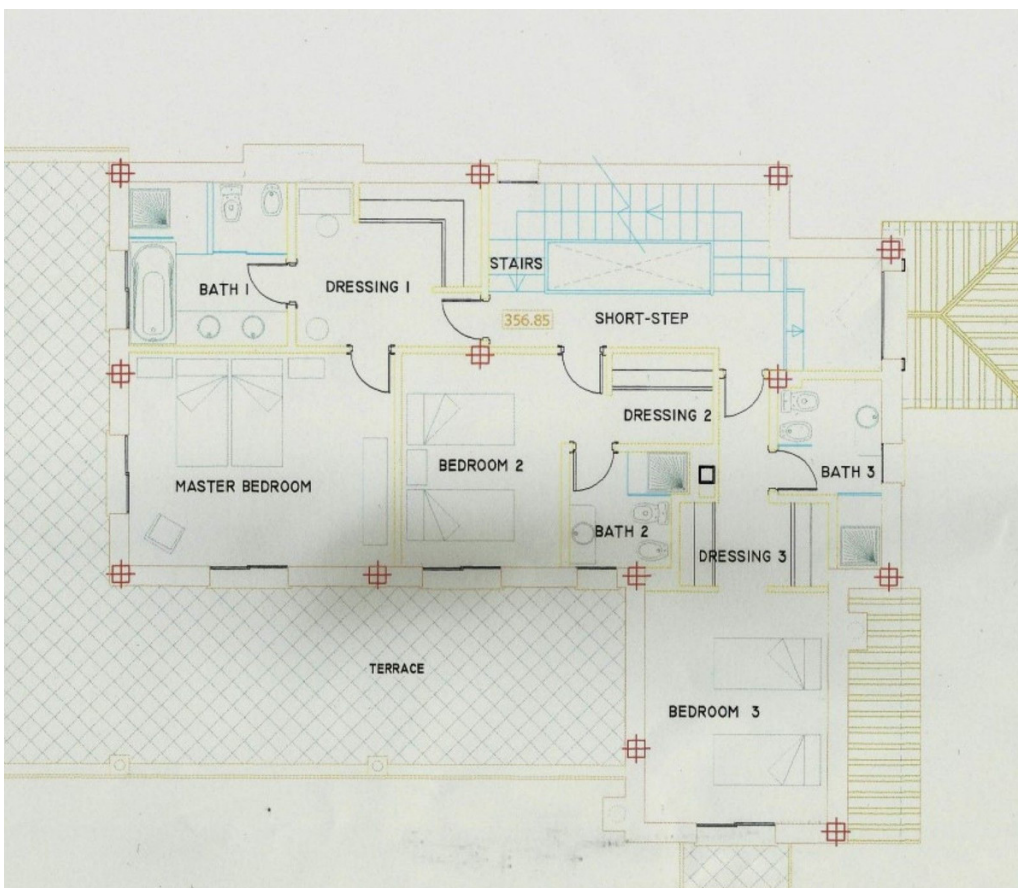 STAIRS
BATH 1
DRESSING 1
356.85
SHORT-STEP
DRESSING 2
BEDROOM 2
BATH 3
MASTER BEDROOM
BATH 2
DRESSING 3
TERRACE
BEDROOM 3